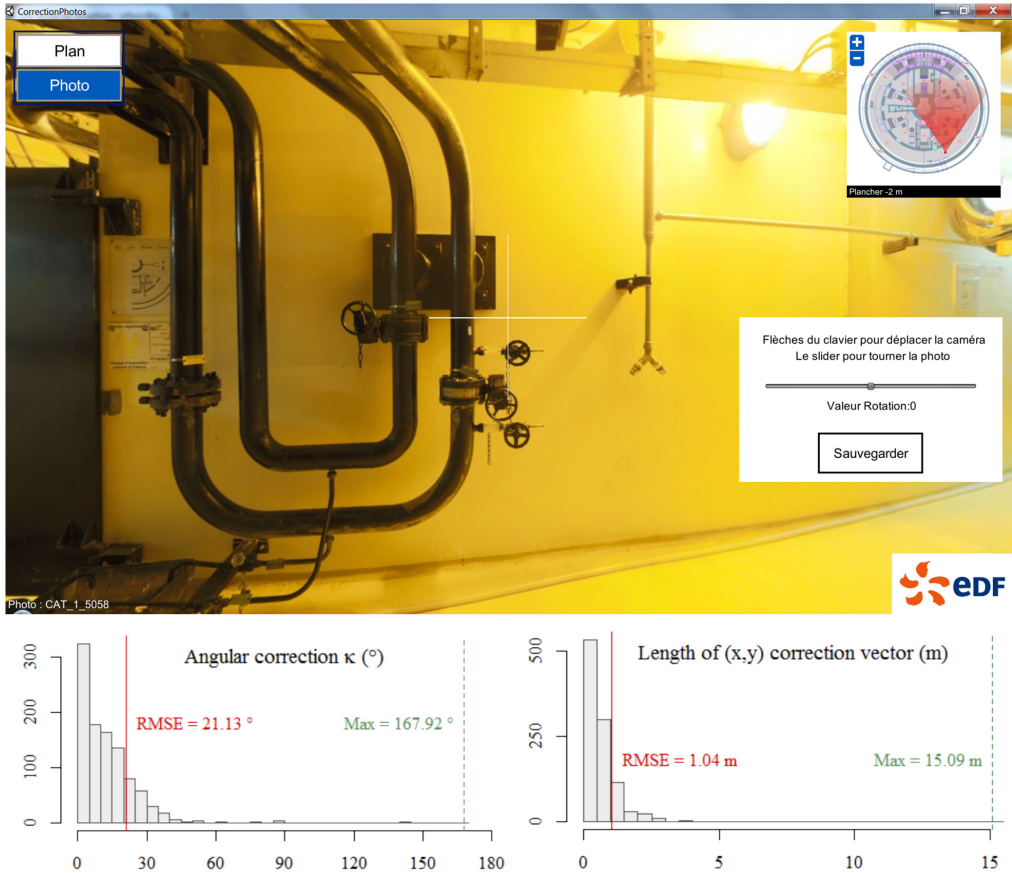 CorrectionPhotos
Plan
Photo
Plancher -2 m
Flèches du clavier pour déplacer la caméra
Le slider pour tourner la photo
Valeur Rotation:0
Sauvegarder
Photo : CAT_1_5058
eDF
Angular correction κ (°)
RMSE = 21.13 °
Max = 167.92 °
0
100
200
300
0
30
60
90
120
150
180
Length of (x,y) correction vector (m)
RMSE = 1.04 m
Max = 15.09 m
0
250
500
0
5
10
15